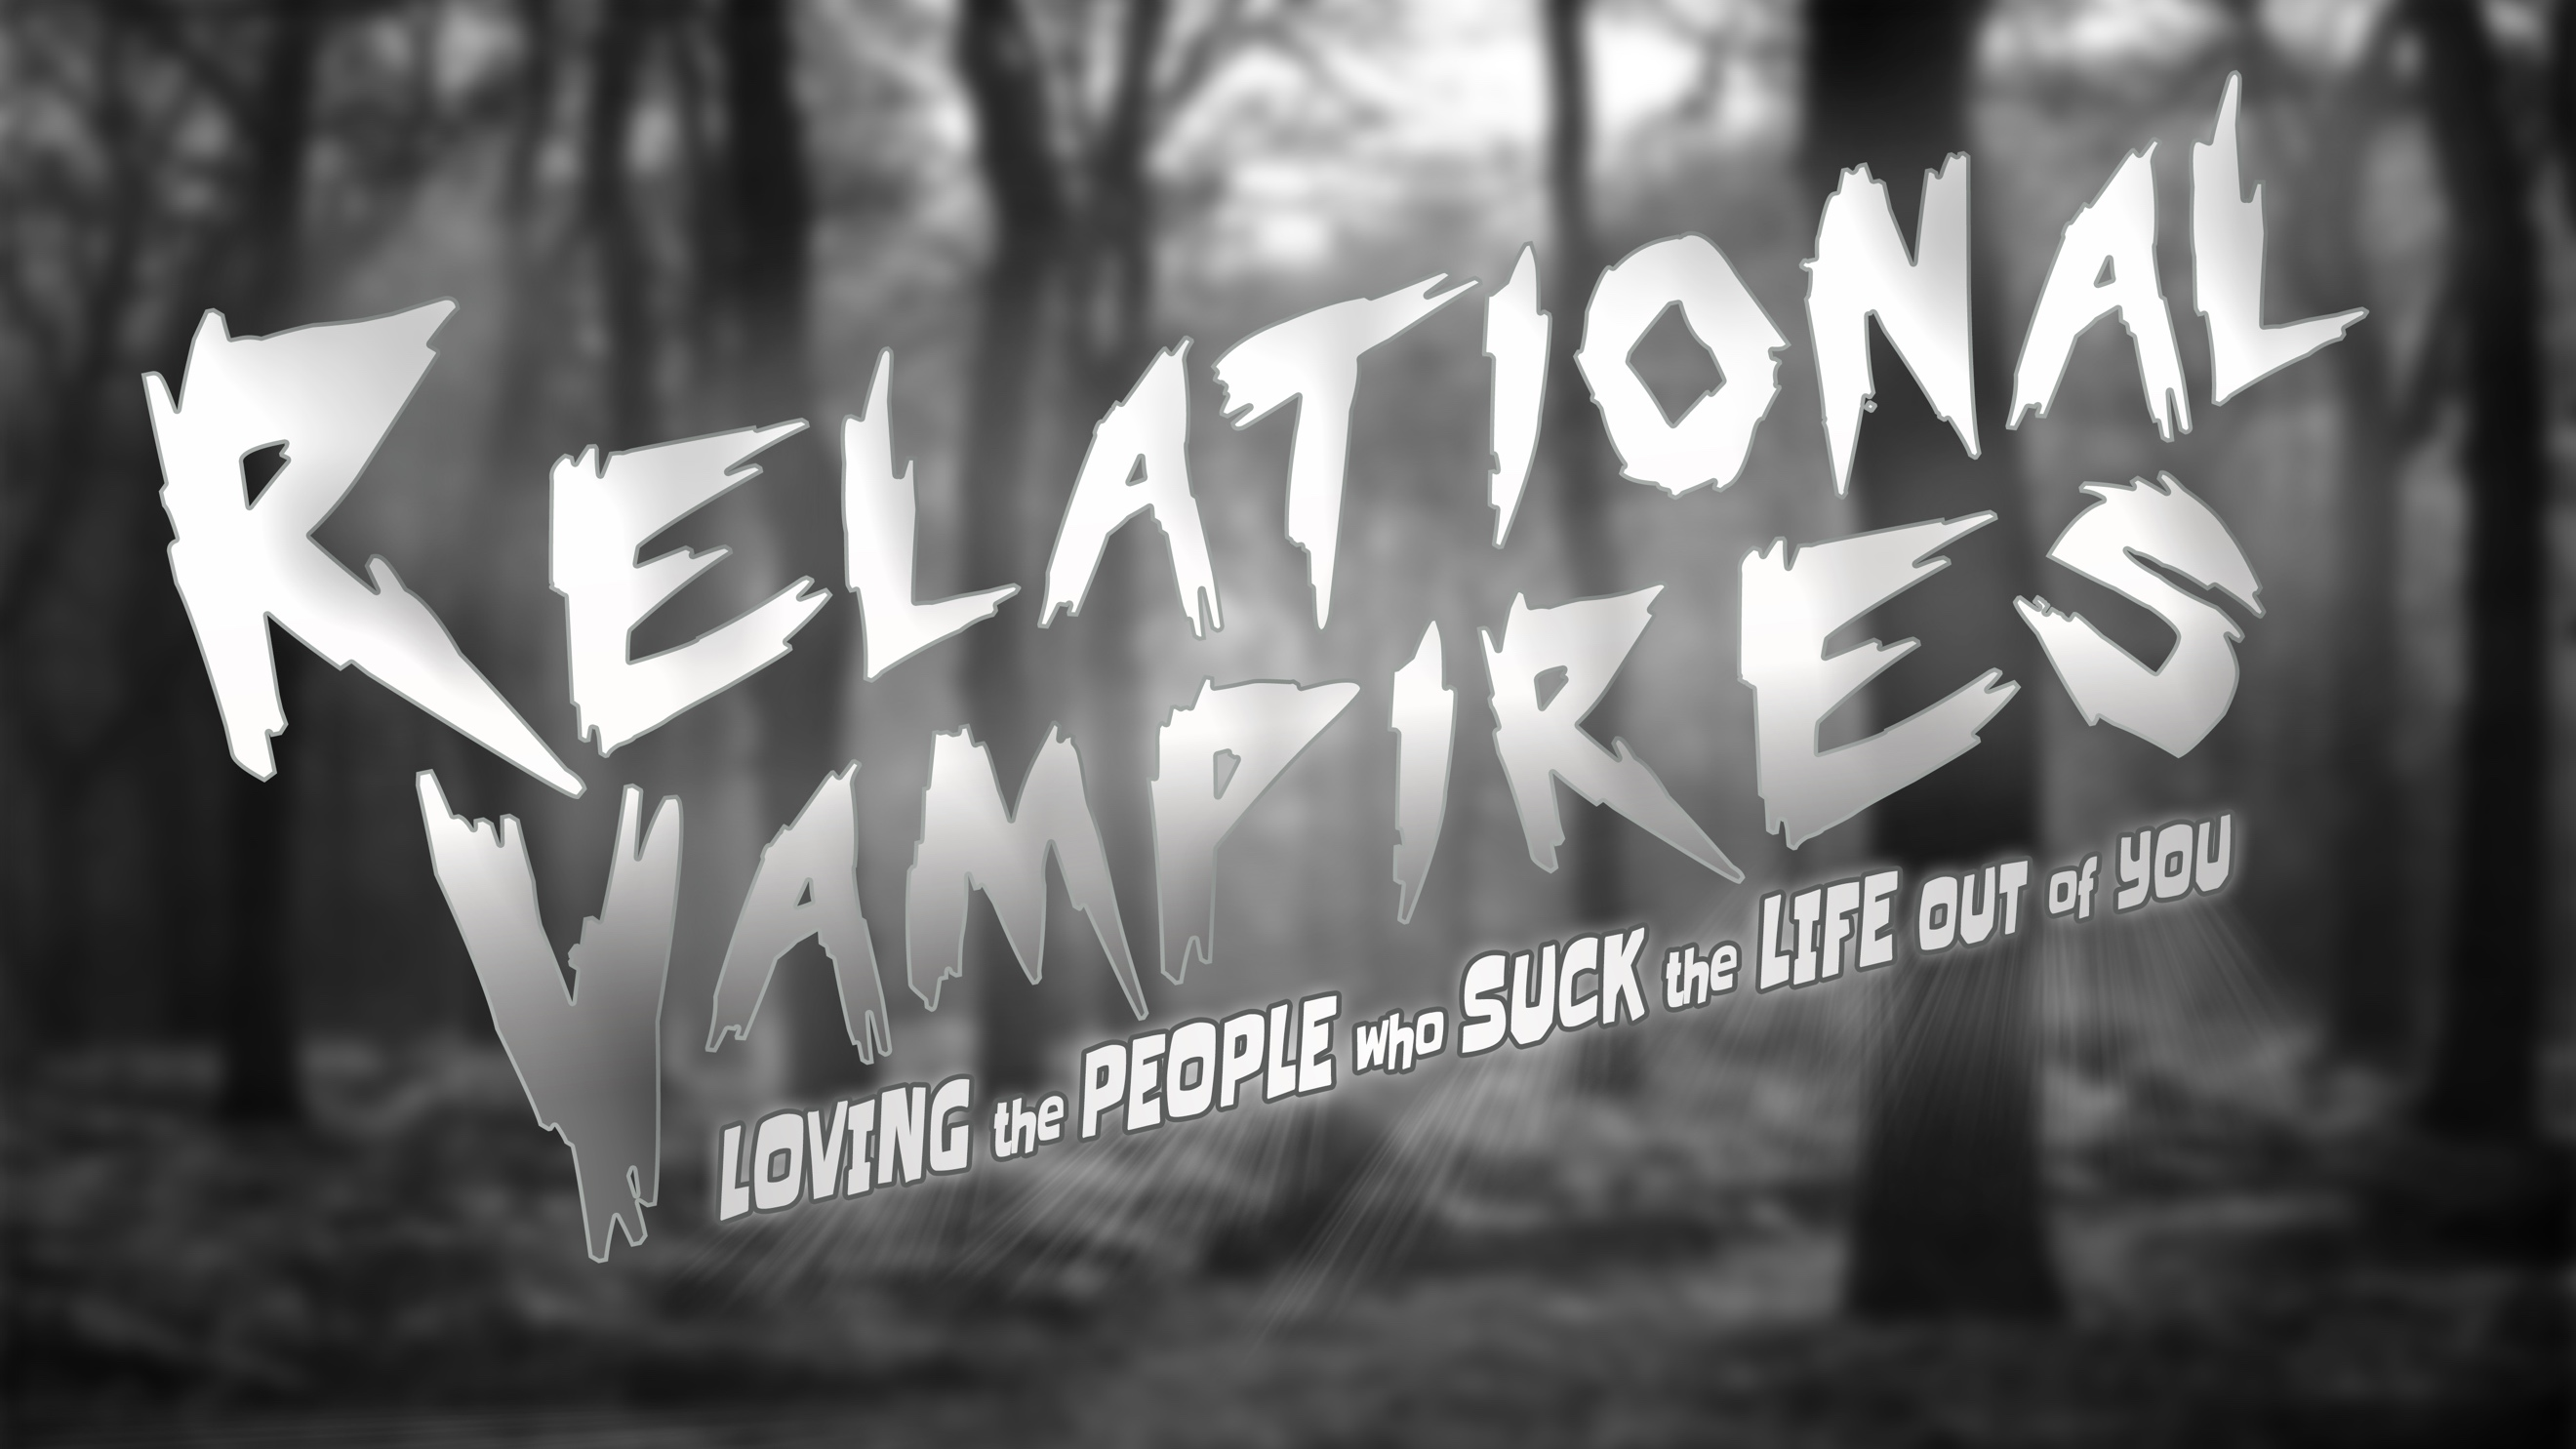 RELATIONAL
VAMPIRES
LOVING the PEOPLE who SUCK the LIFE OUT of YOU